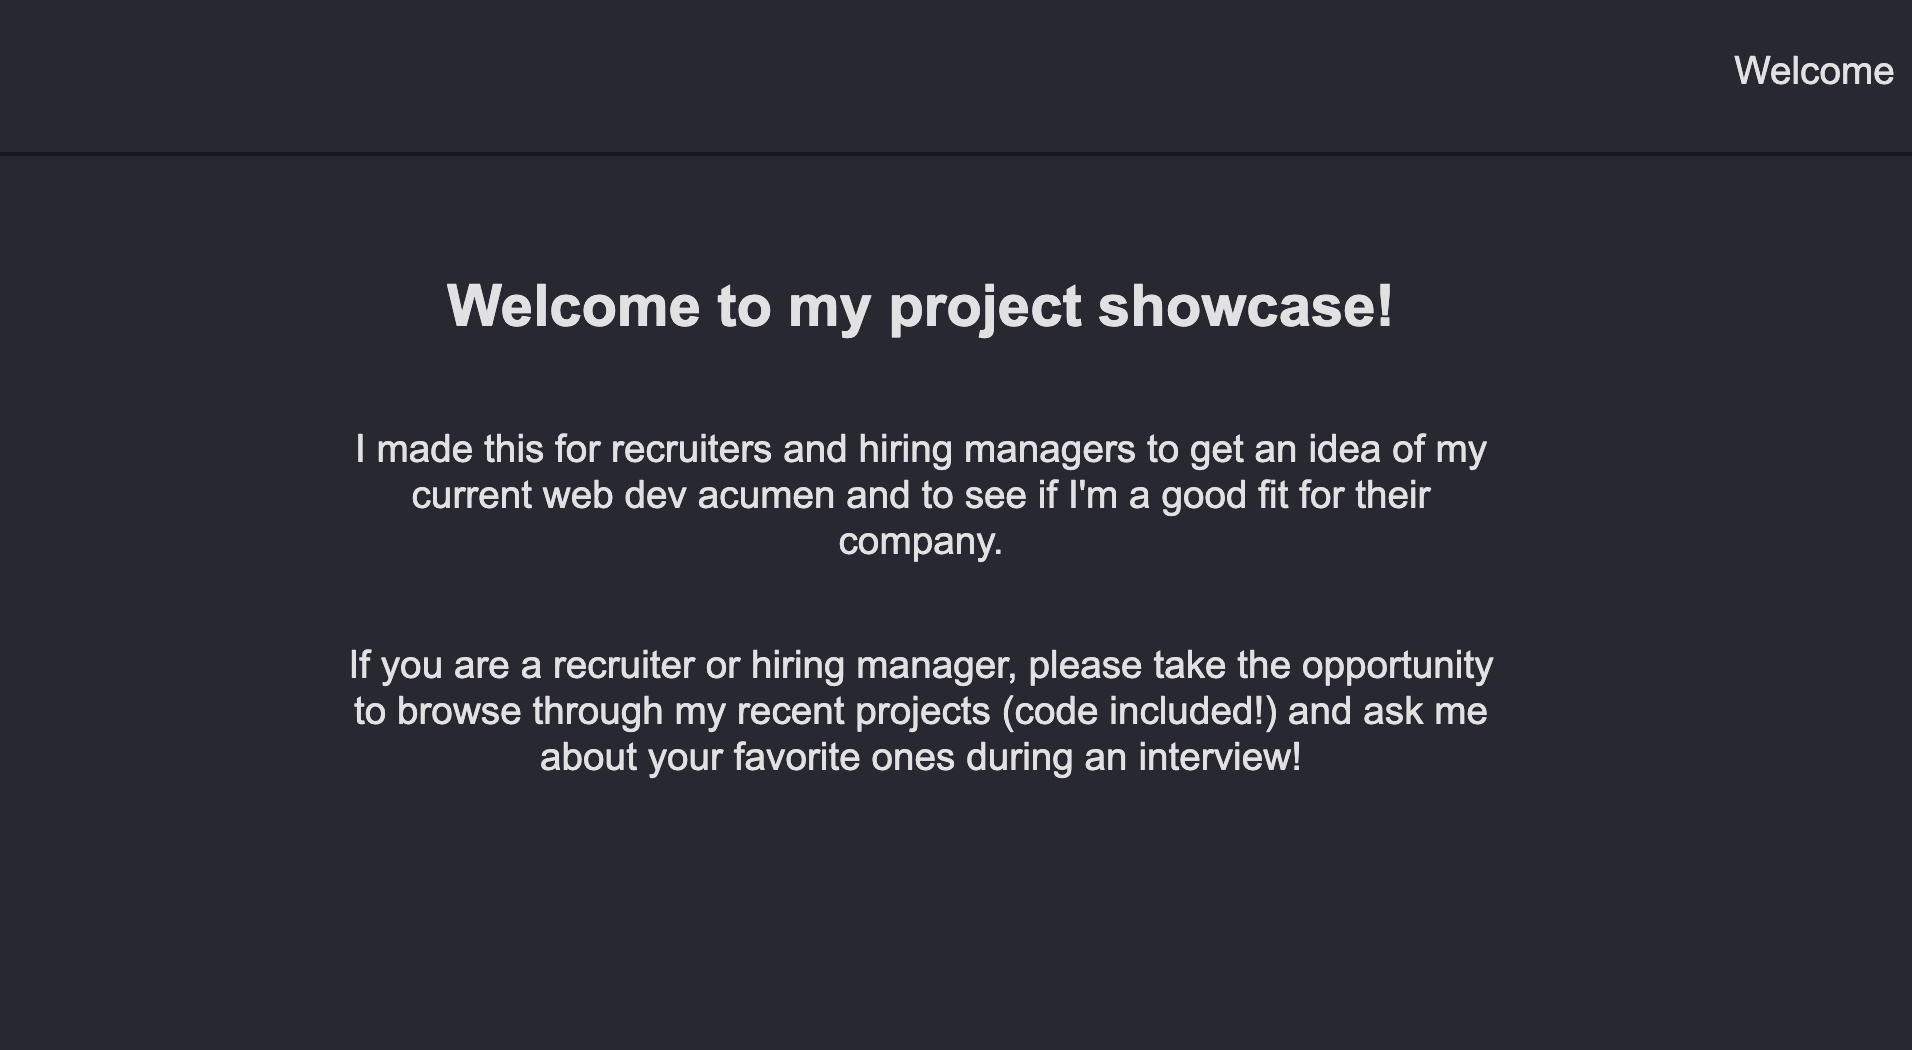 Welcome
Welcome to my project showcase!
I made this for recruiters and hiring managers to get an idea of my
current web dev acumen and to see if I'm a good fit for their
company.
If you are a recruiter or hiring manager, please take the opportunity
to browse through my recent projects (code included!) and ask me
about your favorite ones during an interview!